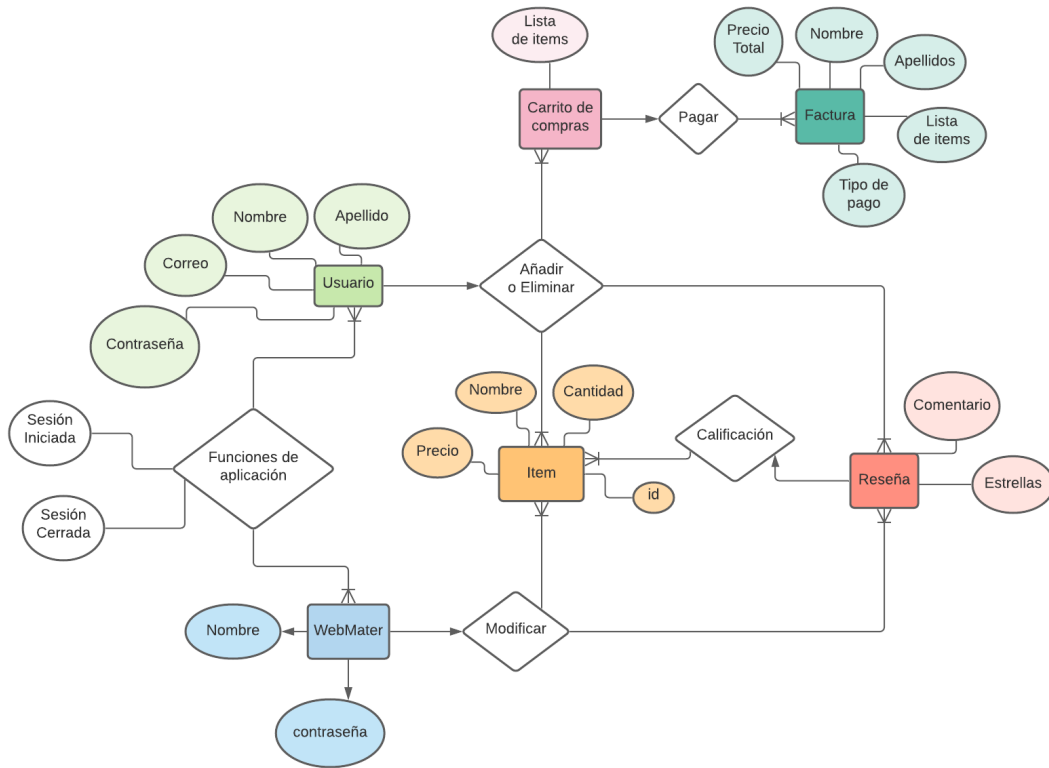 Lista
de items
Precio
Total
Nombre
Apellidos
Carrito de
compras
Pagar
Factura
Lista
de items
Tipo de
pago
Nombre
Apellido
Correo
Usuario
Añadir
o Eliminar
Contraseña
Nombre
Cantidad
Comentario
Sesión
Iniciada
Calificación
Precio
Funciones de
aplicación
Item
Reseña
Estrellas
id
Sesión
Cerrada
Nombre
WebMater
Modificar
contraseña